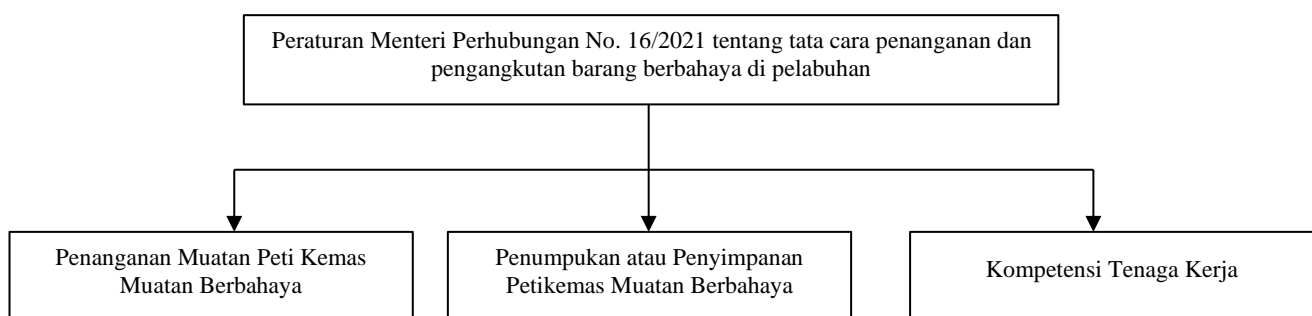 Peraturan Menteri Perhubungan No. 16/2021 tentang tata cara penanganan dan
pengangkutan barang berbahaya di pelabuhan
Penanganan Muatan Peti Kemas
Muatan Berbahaya
Penumpukan atau Penyimpanan
Petikemas Muatan Berbahaya
Kompetensi Tenaga Kerja